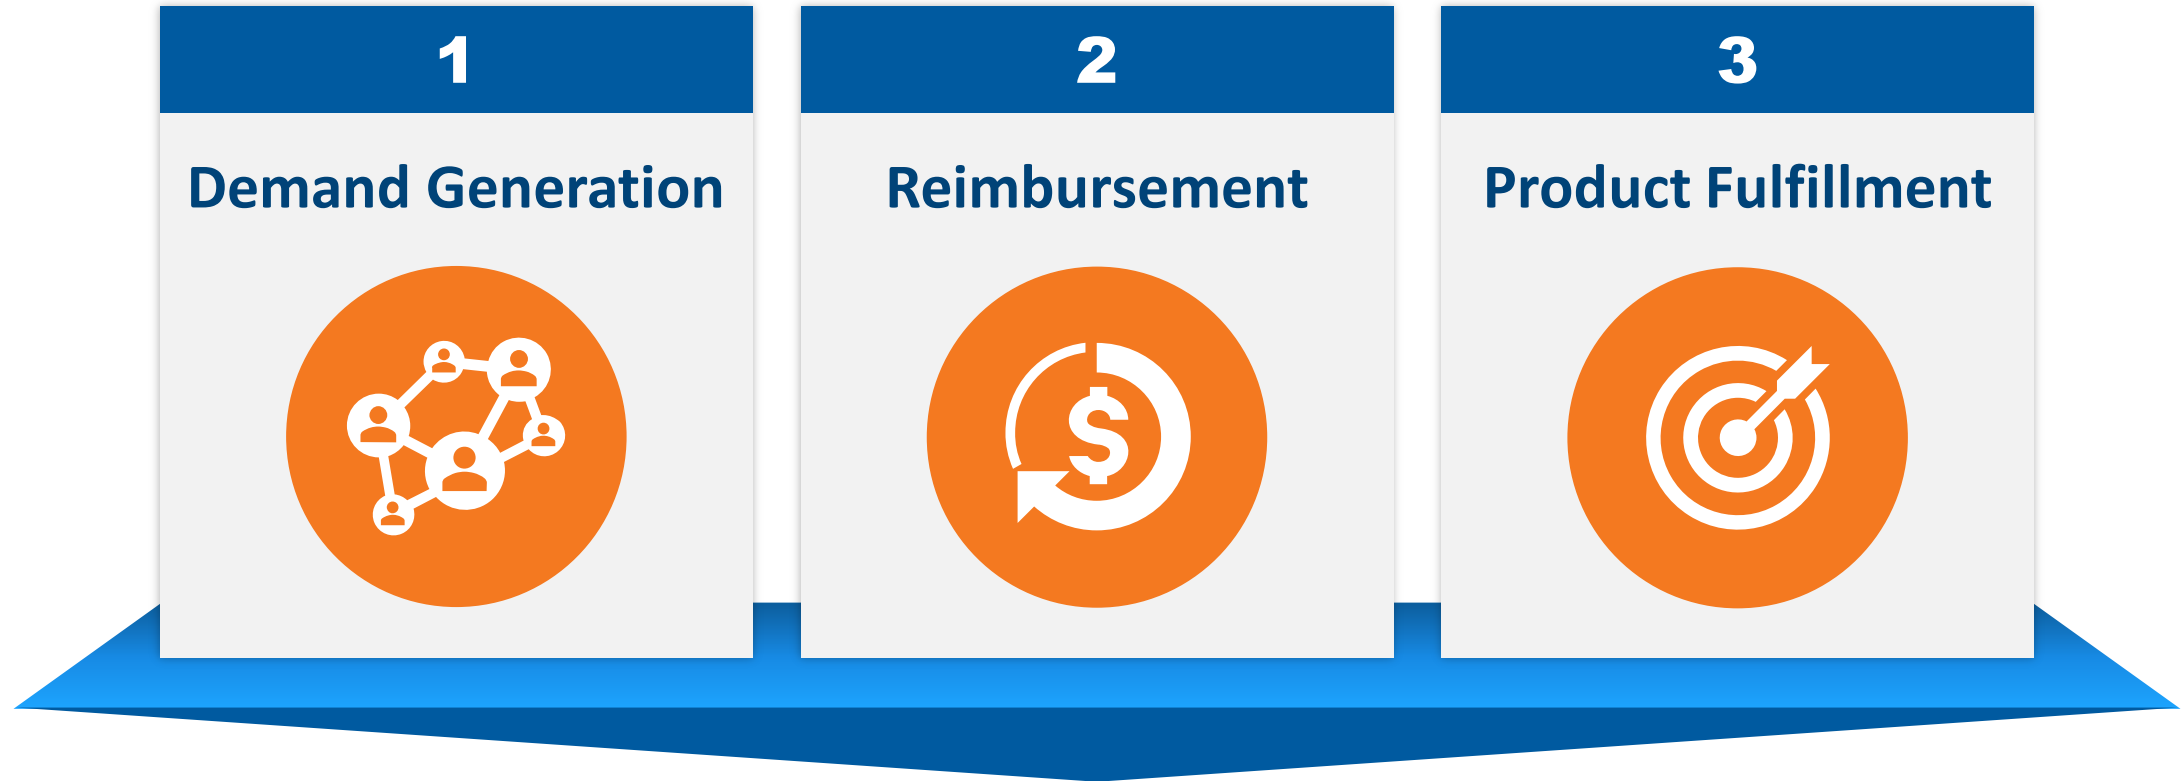 1
Demand Generation
2
Reimbursement
3
Product Fulfillment
$